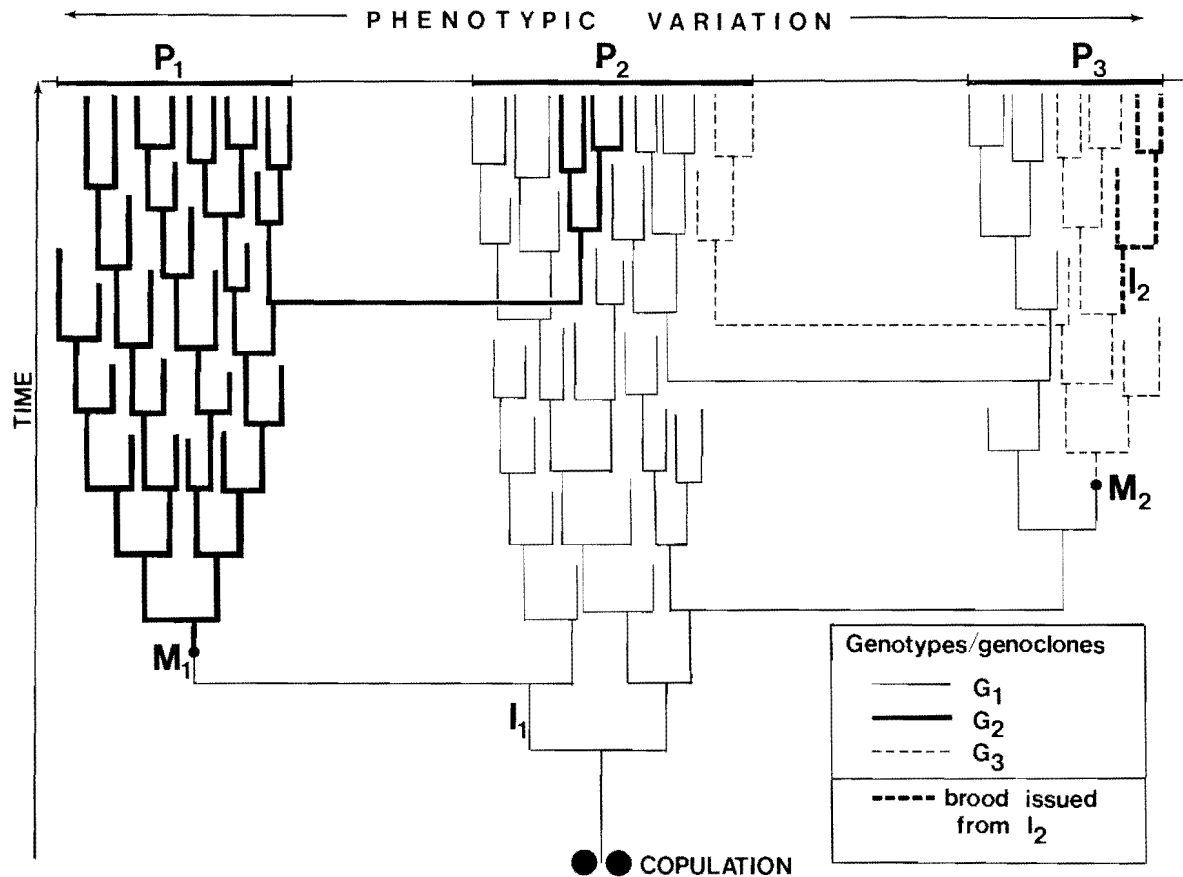 PHENOTYPIC VARIATION
P1 P2 P3
TIME
I2
M2
M1
I1
Genotypes/genoclones
G1
G2
G3
brood issued
from I2
COPULATION